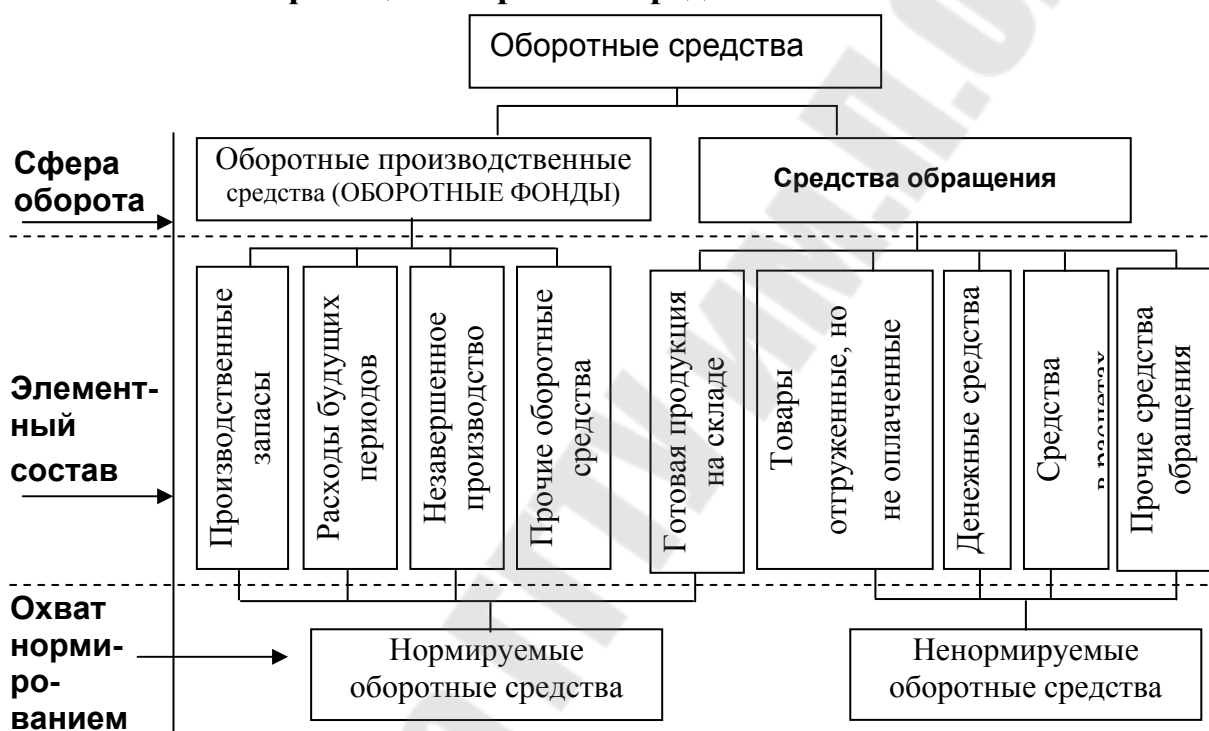 Оборотные средства
Сфера
оборота
Оборотные производственные
средства (ОБОРОТНЫЕ ФОНДЫ)
Средства обращения
Элемент-
ный
состав
Производственные
запасы
Расходы будущих
периодов
Незавершенное
производство
Прочие оборотные
средства
Готовая продукция
на складе
Товары
отгруженные, но
не оплаченные
Денежные средства
Средства
Прочие средства
обращения
Охват
норми-
ро-
ванием
Нормируемые
оборотные средства
Ненормируемые
оборотные средства